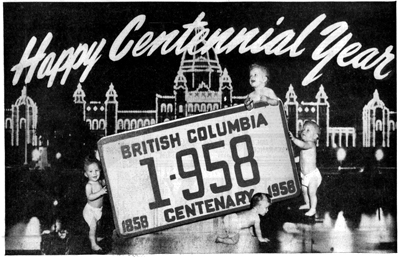 Happy Centennial Year
BRITISH COLUMBIA
1-958
1858 CENTENARY 1958